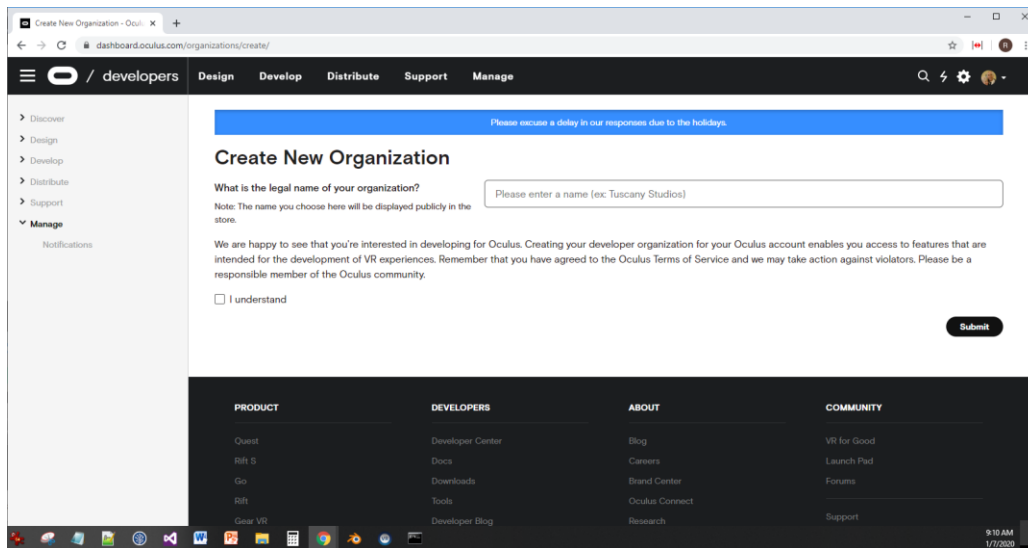 Create New Organization - Ocul
dashboard.oculus.com/organizations/create/
R
/ developers
Design
Develop
Distribute
Support
Manage
Discover
Design
Develop
Distribute
Support
Manage
Notifications
Please excuse a delay in our responses due to the holidays.
Create New Organization
What is the legal name of your organization?
Note: The name you choose here will be displayed publicly in the
store.
Please enter a name (ex: Tuscany Studios)
We are happy to see that you're interested in developing for Oculus. Creating your developer organization for your Oculus account enables you access to features that are
intended for the development of VR experiences. Remember that you have agreed to the Oculus Terms of Service and we may take action against violators. Please be a
responsible member of the Oculus community.
I understand
Submit
PRODUCT
Quest
Rift S
Go
Rift
Gear VR
DEVELOPERS
Developer Center
Docs
Downloads
Tools
Developer Blog
ABOUT
Blog
Careers
Brand Center
Oculus Connect
Research
COMMUNITY
VR for Good
Launch Pad
Forums
Support
9:10 AM
1/7/2020